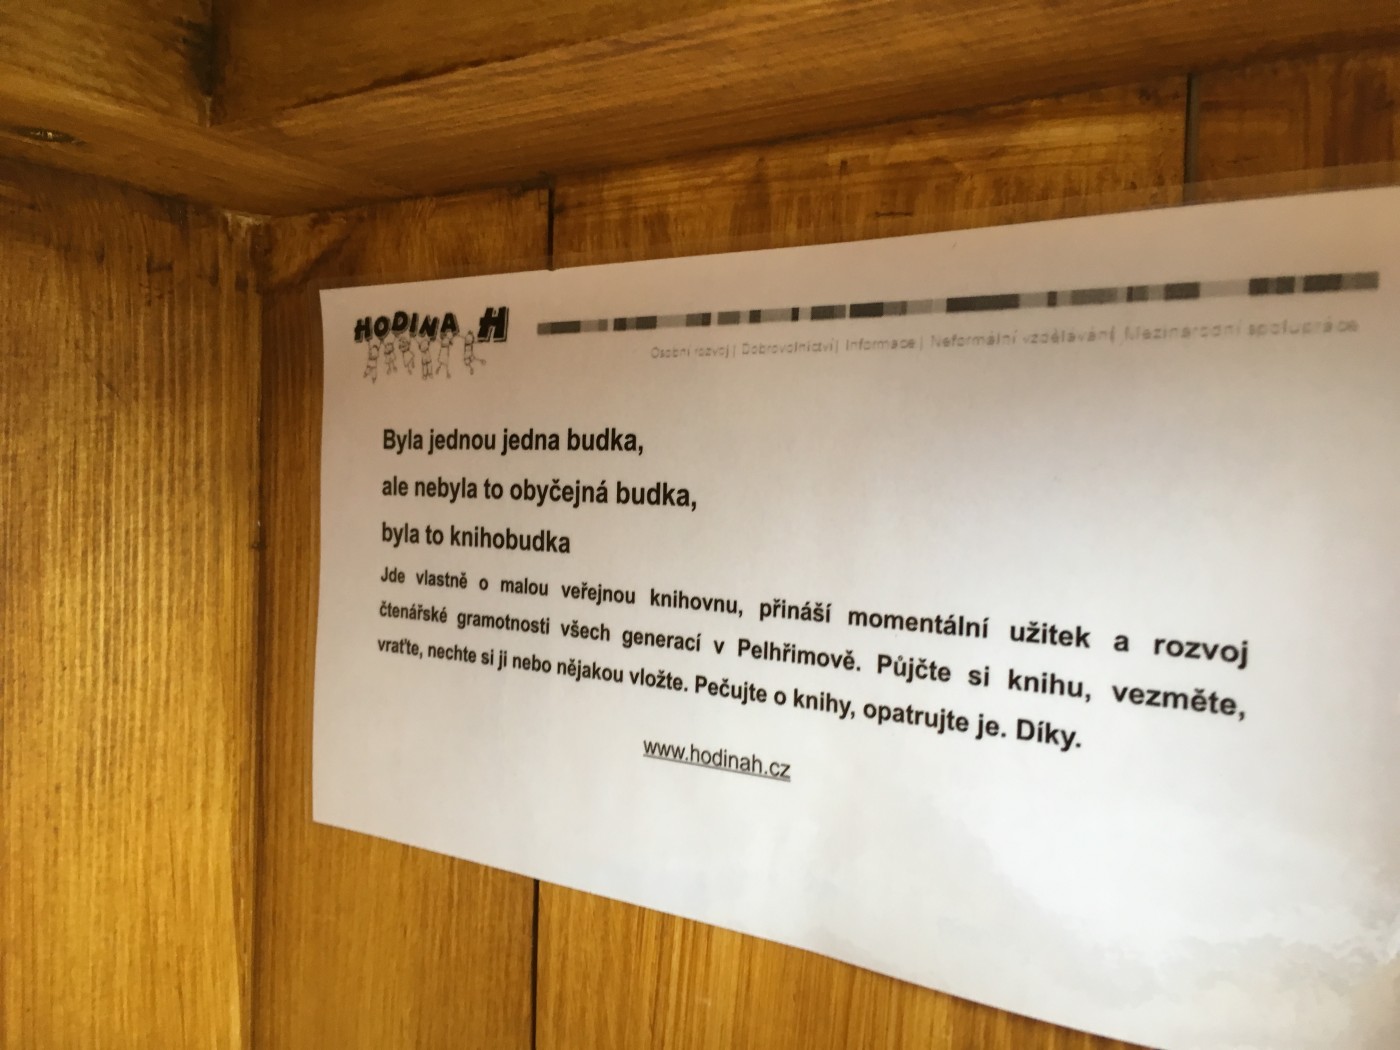 HODINA H
Osobní rozvoj | Dobrovolnictví | Informace | Neformální vzdělávání | Mezinárodní spolupráce
Byla jednou jedna budka,
ale nebyla to obyčejná budka,
byla to knihobudka
Jde vlastně o malou veřejnou knihovnu, přináší momentální užitek a rozvoj
čtenářské gramotnosti všech generací v Pelhřimově. Půjčte si knihu, vezměte,
vraťte, nechte si ji nebo nějakou vložte. Pečujte o knihy, opatrujte je. Díky.
www.hodinah.cz